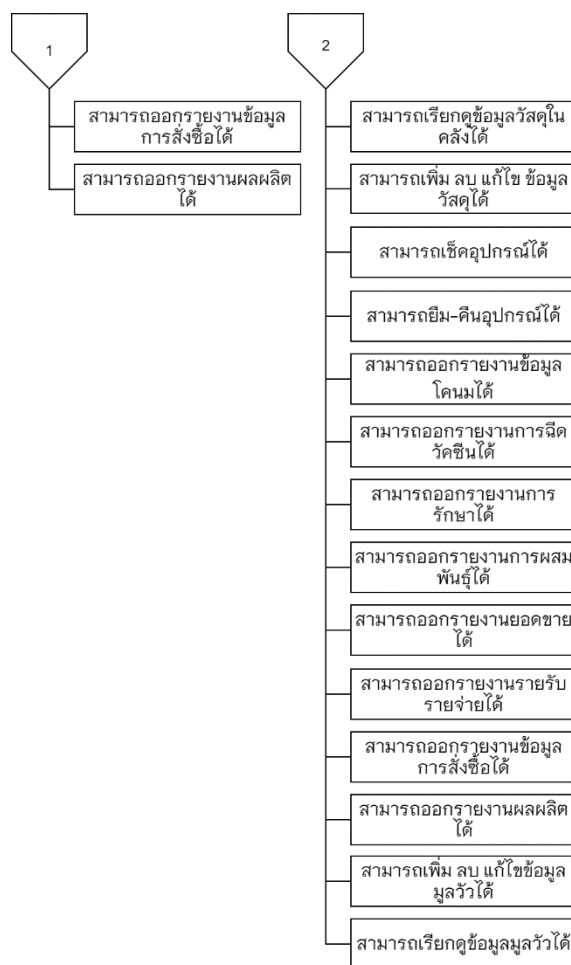 1
สามารถออกรายงานข้อมูล
การสั่งซื้อได้
สามารถออกรายงานผลผลิต
ได้
2
สามารถเรียกดูข้อมูลวัสดุใน
คลังได้
สามารถเพิ่ม ลบ แก้ไข ข้อมูล
วัสดุได้
สามารถเช็คอุปกรณ์ได้
สามารถยืม-คืนอุปกรณ์ได้
สามารถออกรายงานข้อมูล
โคนมได้
สามารถออกรายงานการฉีด
วัคซีนได้
สามารถออกรายงานการ
รักษาได้
สามารถออกรายงานการผสม
พันธุ์ได้
สามารถออกรายงานยอดขาย
ได้
สามารถออกรายงานรายรับ
รายจ่ายได้
สามารถออกรายงานข้อมูล
การสั่งซื้อได้
สามารถออกรายงานผลผลิต
ได้
สามารถเพิ่ม ลบ แก้ไขข้อมูล
มูลวัวได้
สามารถเรียกดูข้อมูลมูลวัวได้